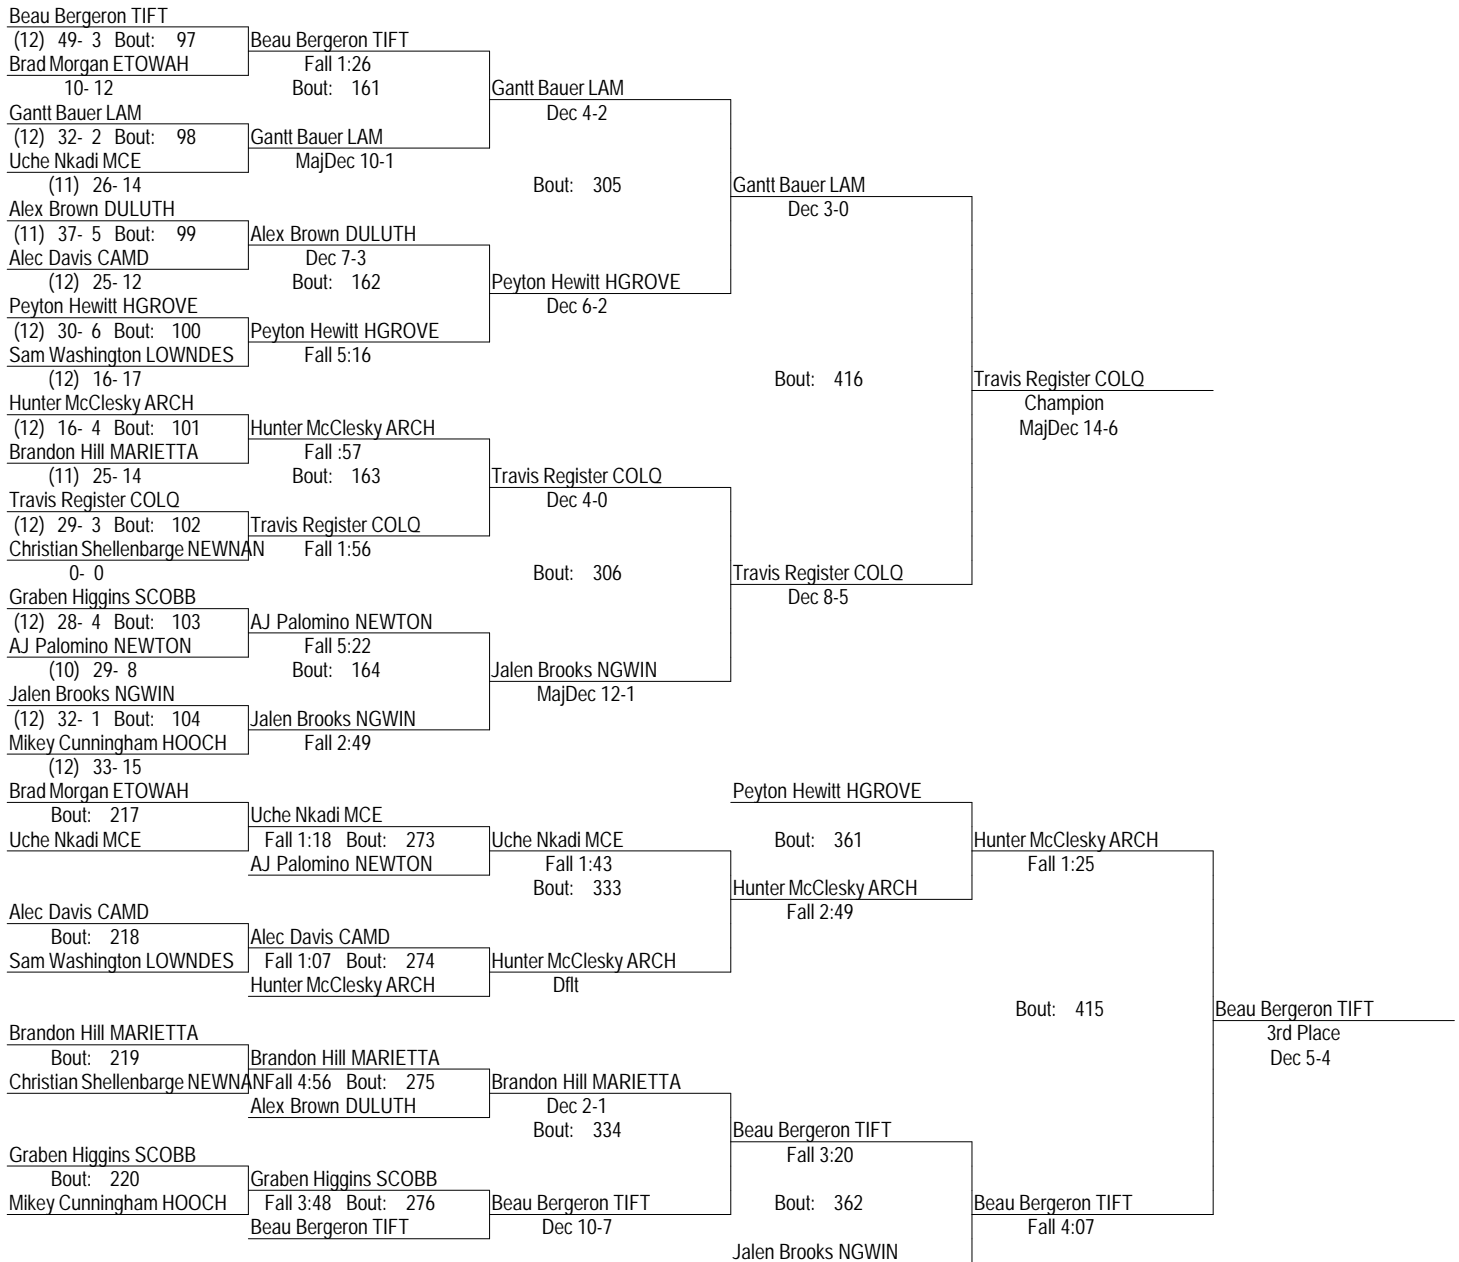 Beau Bergeron TIFT
(12) 49- 3 Bout: 97 Beau Bergeron TIFT
Brad Morgan ETOWAH Fall 1:26
10- 12 Bout: 161 Gantt Bauer LAM
Gantt Bauer LAM Dec 4-2
(12) 32- 2 Bout: 98 Gantt Bauer LAM
Uche Nkadi MCE MajDec 10-1
(11) 26- 14 Bout: 305 Gantt Bauer LAM
Alex Brown DULUTH Dec 3-0
(11) 37- 5 Bout: 99 Alex Brown DULUTH
Alec Davis CAMD Dec 7-3
(12) 25- 12 Bout: 162 Peyton Hewitt HGROVE
Peyton Hewitt HGROVE Dec 6-2
(12) 30- 6 Bout: 100 Peyton Hewitt HGROVE
Sam Washington LOWNDES Fall 5:16
(12) 16- 17 Bout: 416 Travis Register COLQ
Hunter McClesky ARCH Champion
(12) 16- 4 Bout: 101 Hunter McClesky ARCH MajDec 14-6
Brandon Hill MARIETTA Fall :57
(11) 25- 14 Bout: 163 Travis Register COLQ
Travis Register COLQ Dec 4-0
(12) 29- 3 Bout: 102 Travis Register COLQ
Christian Shellenbarge NEWNAN Fall 1:56
0- 0 Bout: 306 Travis Register COLQ
Graben Higgins SCOBB Dec 8-5
(12) 28- 4 Bout: 103 AJ Palomino NEWTON
AJ Palomino NEWTON Fall 5:22
(10) 29- 8 Bout: 164 Jalen Brooks NGWIN
Jalen Brooks NGWIN MajDec 12-1
(12) 32- 1 Bout: 104 Jalen Brooks NGWIN
Mikey Cunningham HOOCH Fall 2:49
(12) 33- 15
Brad Morgan ETOWAH Peyton Hewitt HGROVE
Bout: 217 Uche Nkadi MCE
Uche Nkadi MCE Fall 1:18 Bout: 273 Uche Nkadi MCE Bout: 361 Hunter McClesky ARCH
AJ Palomino NEWTON Fall 1:43 Fall 1:25
Bout: 333 Hunter McClesky ARCH
Alec Davis CAMD Fall 2:49
Bout: 218 Alec Davis CAMD
Sam Washington LOWNDES Fall 1:07 Bout: 274 Hunter McClesky ARCH
Hunter McClesky ARCH Dflt
Bout: 415 Beau Bergeron TIFT
Brandon Hill MARIETTA 3rd Place
Bout: 219 Brandon Hill MARIETTA Dec 5-4
Christian Shellenbarge NEWNAN Fall 4:56 Bout: 275 Brandon Hill MARIETTA
Alex Brown DULUTH Dec 2-1
Bout: 334 Beau Bergeron TIFT
Graben Higgins SCOBB Fall 3:20
Bout: 220 Graben Higgins SCOBB
Mikey Cunningham HOOCH Fall 3:48 Bout: 276 Beau Bergeron TIFT Bout: 362 Beau Bergeron TIFT
Beau Bergeron TIFT Dec 10-7 Fall 4:07
Jalen Brooks NGWIN